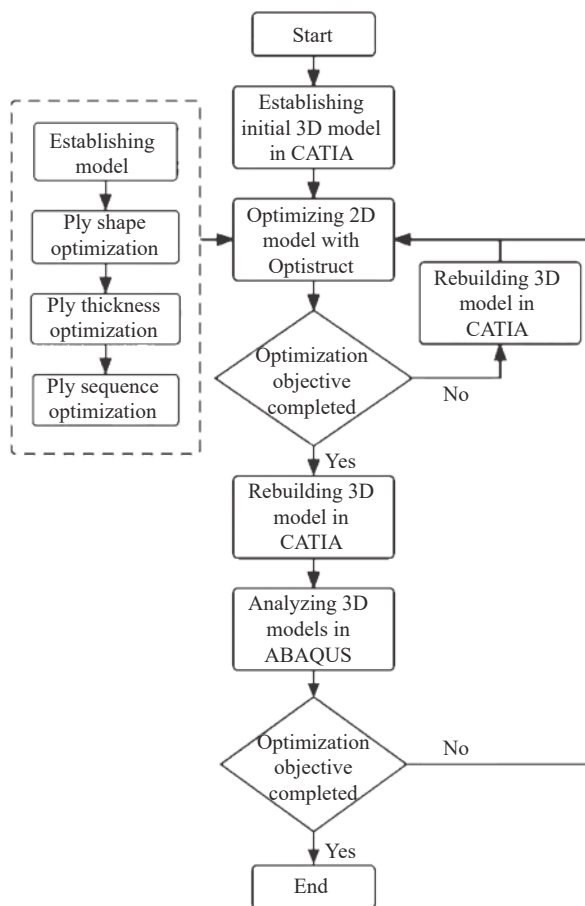 Start
Establishing
initial 3D model
in CATIA
Establishing
model
Ply shape
optimization
Ply thickness
optimization
Ply sequence
optimization
Optimizing 2D
model with
Optistruct
Rebuilding 3D
model in
CATIA
Optimization
objective
completed
No
Yes
Rebuilding 3D
model in
CATIA
Analyzing 3D
models in
ABAQUS
Optimization
objective
completed
No
Yes
End